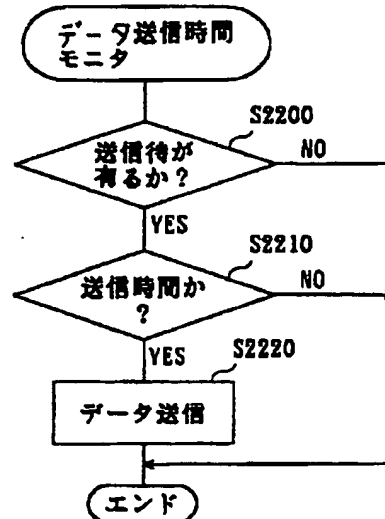 データ送信時間
モニタ
S2200
送信待が
有るか?
NO
YES
S2210
送信時間か
?
NO
YES
S2220
データ送信
エンド